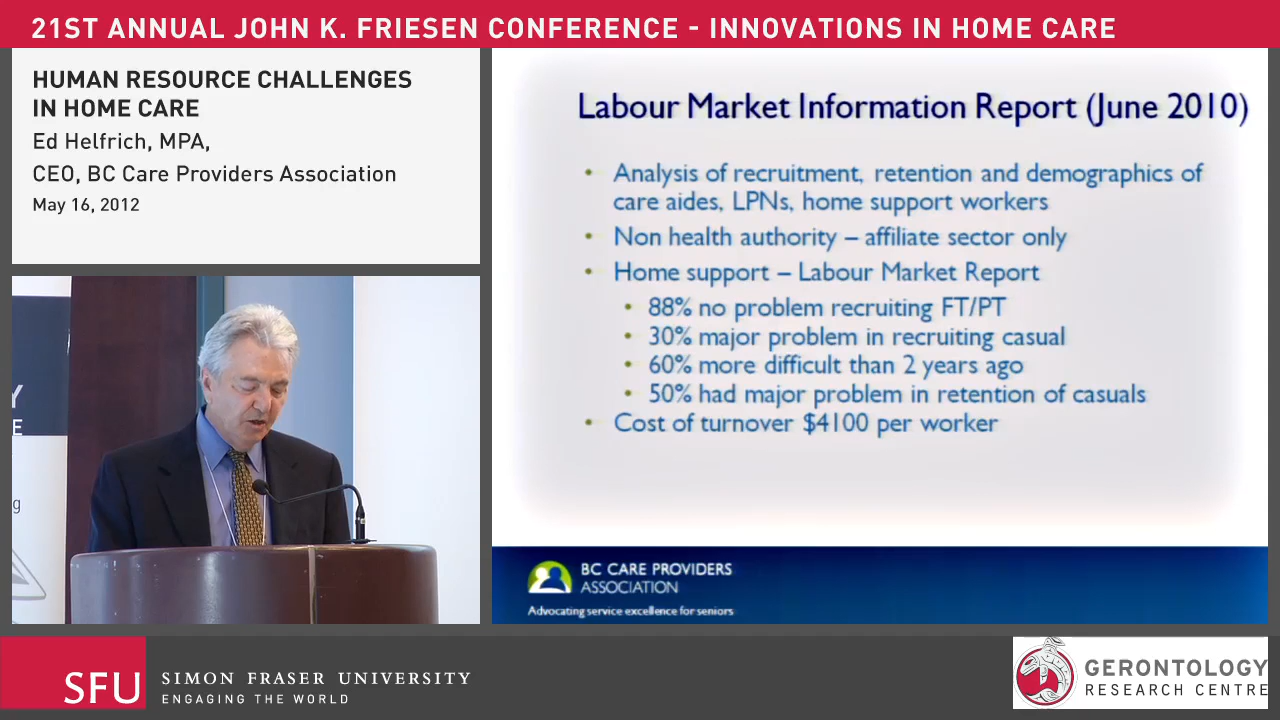 21ST ANNUAL JOHN K. FRIESEN CONFERENCE - INNOVATIONS IN HOME CARE
HUMAN RESOURCE CHALLENGES
IN HOME CARE
Ed Helfrich, MPA,
CEO, BC Care Providers Association
May 16, 2012
Labour Market Information Report (June 2010)
• Analysis of recruitment, retention and demographics of
care aides, LPNs, home support workers
• Non health authority – affiliate sector only
• Home support – Labour Market Report
• 88% no problem recruiting FT/PT
• 30% major problem in recruiting casual
• 60% more difficult than 2 years ago
• 50% had major problem in retention of casuals
• Cost of turnover $4100 per worker
BC CARE PROVIDERS
ASSOCIATION
Advocating service excellence for seniors
SFU
SIMON FRASER UNIVERSITY
ENGAGING THE WORLD
GERONTOLOGY
RESEARCH CENTRE